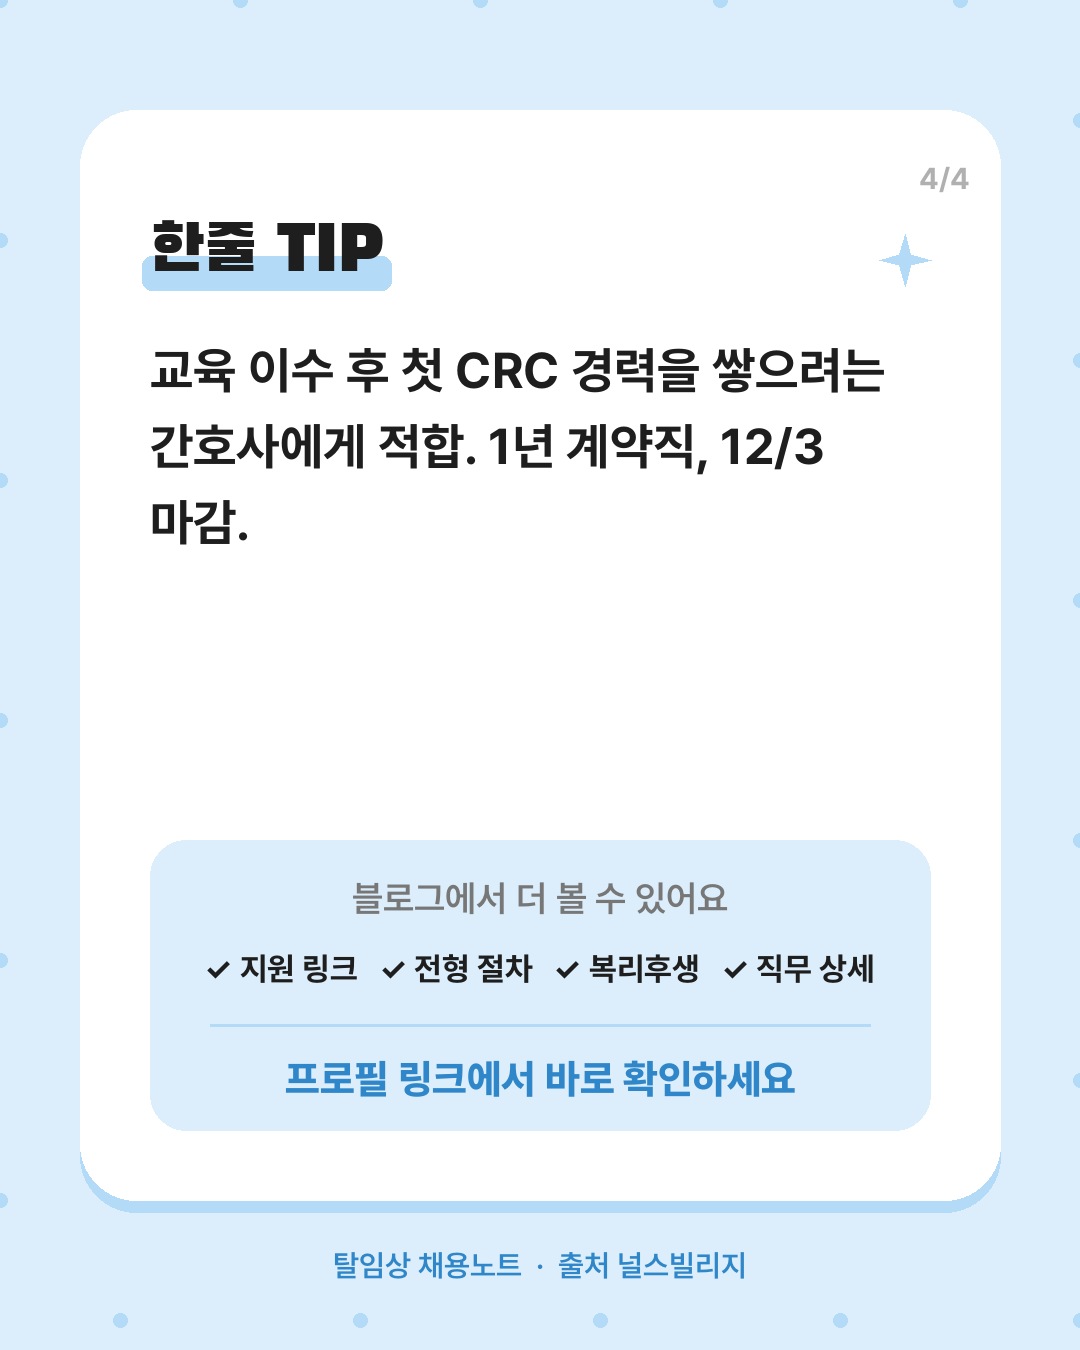 4/4
한줄 TIP
교육 이수 후 첫 CRC 경력을 쌓으려는
간호사에게 적합. 1년 계약직, 12/3
마감.
블로그에서 더 볼 수 있어요
✓ 지원 링크 ✓ 전형 절차 ✓ 복리후생 ✓ 직무 상세
프로필 링크에서 바로 확인하세요
탈임상 채용노트 · 출처 널스빌리지